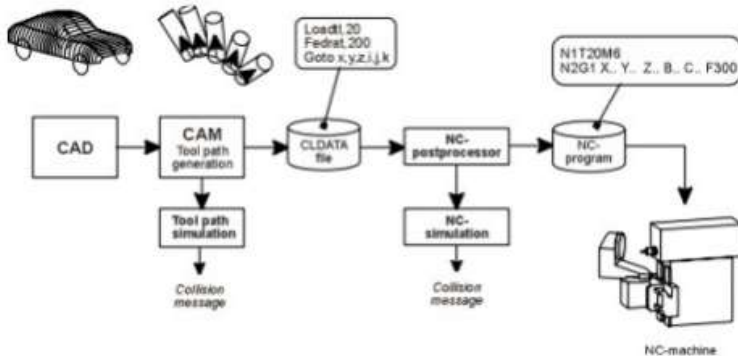 Loadtl,20
Fedrat,200
Goto x,y,z,i,j,k
N1T20M6
N2G1 X.. Y.. Z.. B.. C.. F300
CAD
CAM
Tool path
generation
CLDATA
file
NC-
postprocessor
NC-
program
Tool path
simulation
NC-
simulation
Collision
message
Collision
message
NC-machine